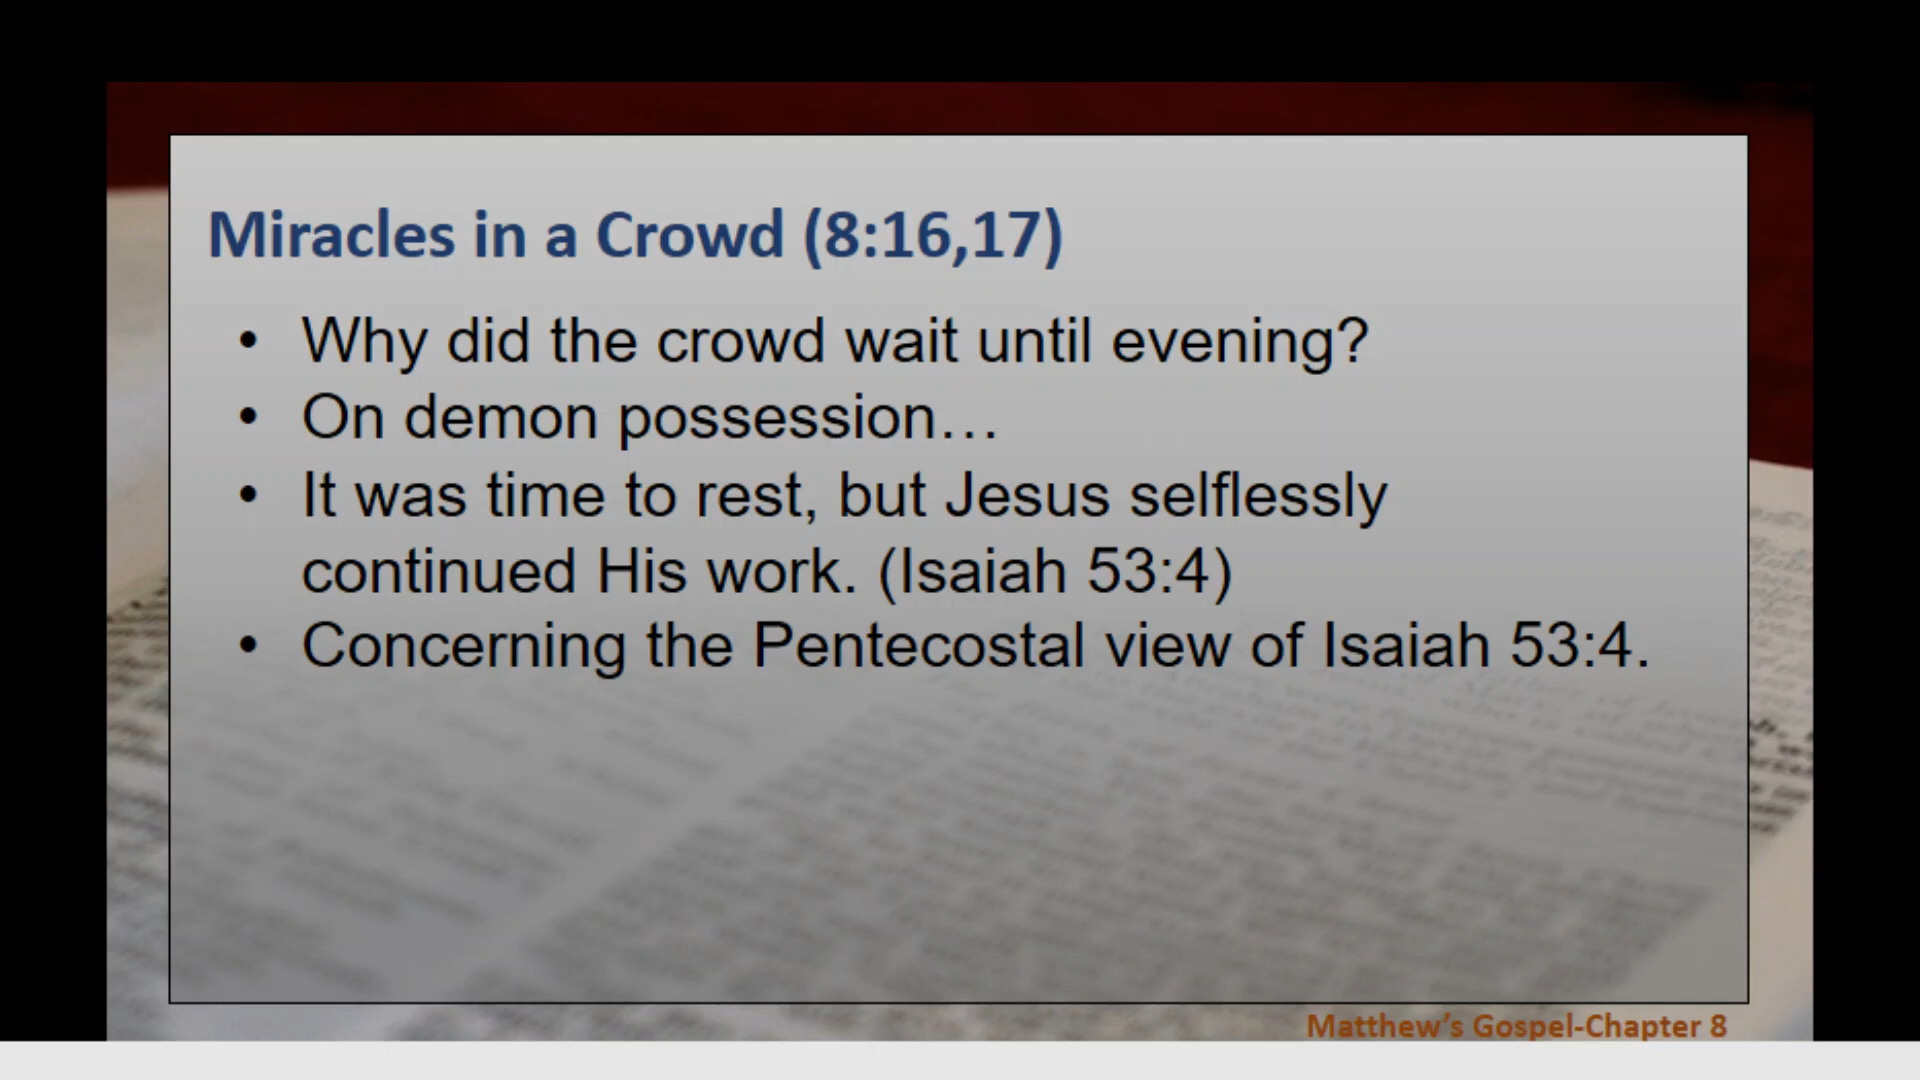 Miracles in a Crowd (8:16,17)
• Why did the crowd wait until evening?
• On demon possession…
• It was time to rest, but Jesus selflessly
continued His work. (Isaiah 53:4)
• Concerning the Pentecostal view of Isaiah 53:4.
Matthew’s Gospel-Chapter 8